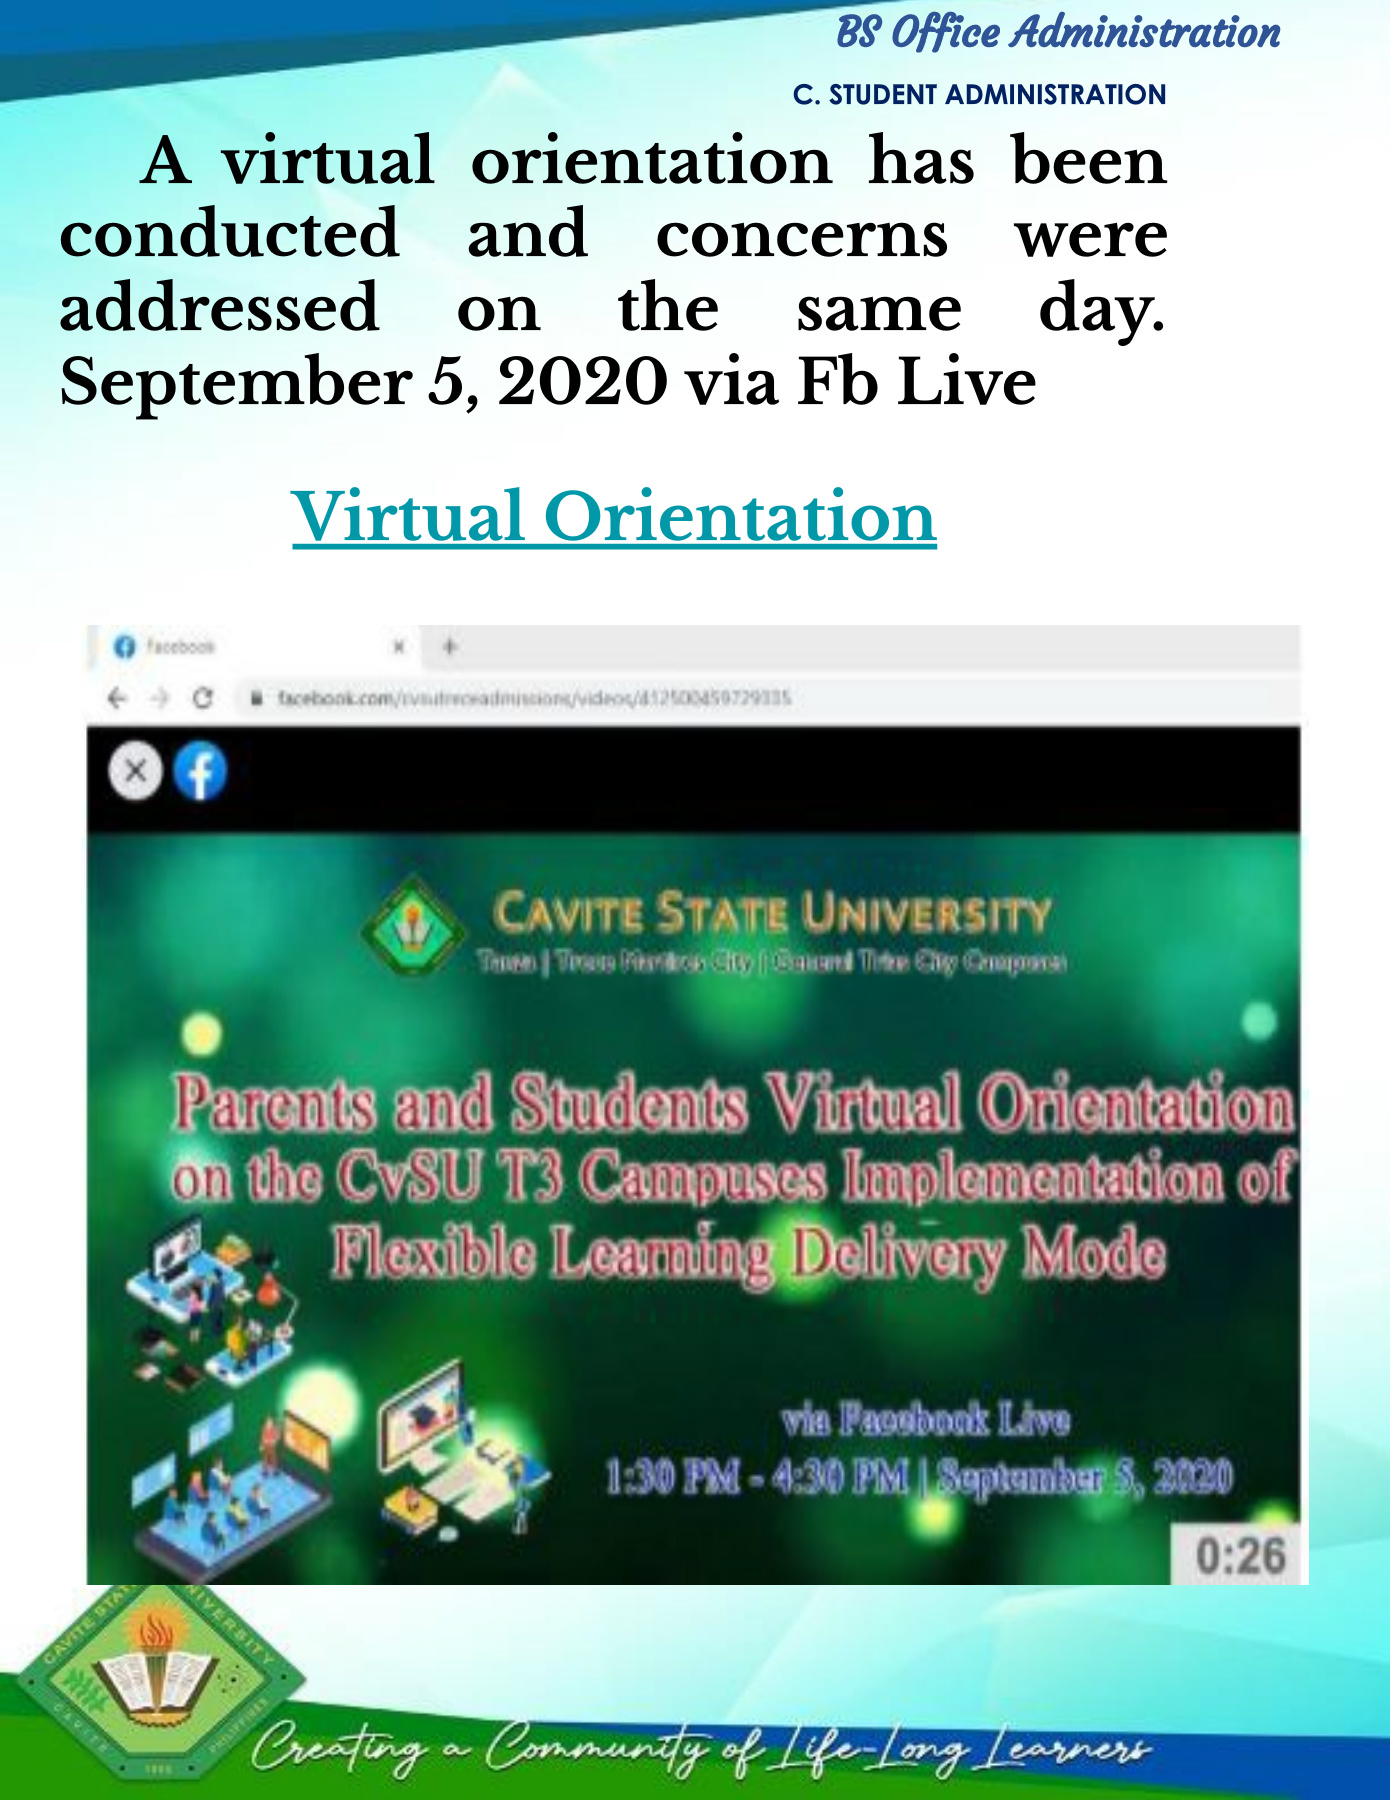 BS Office Administration
C. STUDENT ADMINISTRATION
A virtual orientation has been
conducted and concerns were
addressed on the same day.
September 5, 2020 via Fb Live
Virtual Orientation
facebook
facebook.com/cvsutreceadmissions/videos/412500459729335
CAVITE STATE UNIVERSITY
Tanza | Trece Martires City | General Trias City Campuses
Parents and Students Virtual Orientation
on the CvSU T3 Campuses Implementation of
Flexible Learning Delivery Mode
via Facebook Live
1:30 PM - 4:30 PM | September 5, 2020
0:26
CAVITE STATE UNIVERSITY
CAVITE
PHILIPPINES
1906
Creating a Community of Life-Long Learners